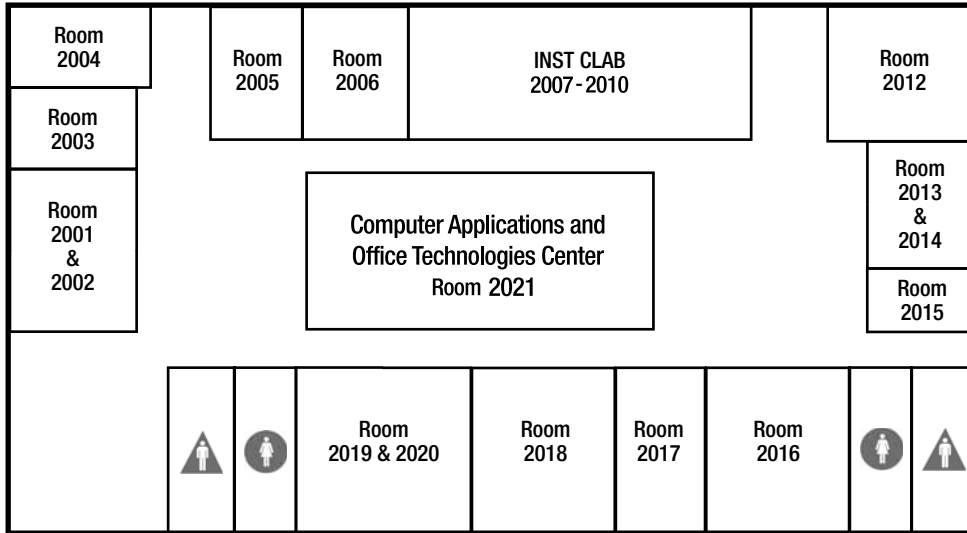 Room
2004
Room
2005
Room
2006
INST CLAB
2007-2010
Room
2012
Room
2003
Room
2001
&
2002
Room
2013
&
2014
Computer Applications and
Office Technologies Center
Room 2021
Room
2015
Room
2019 & 2020
Room
2018
Room
2017
Room
2016